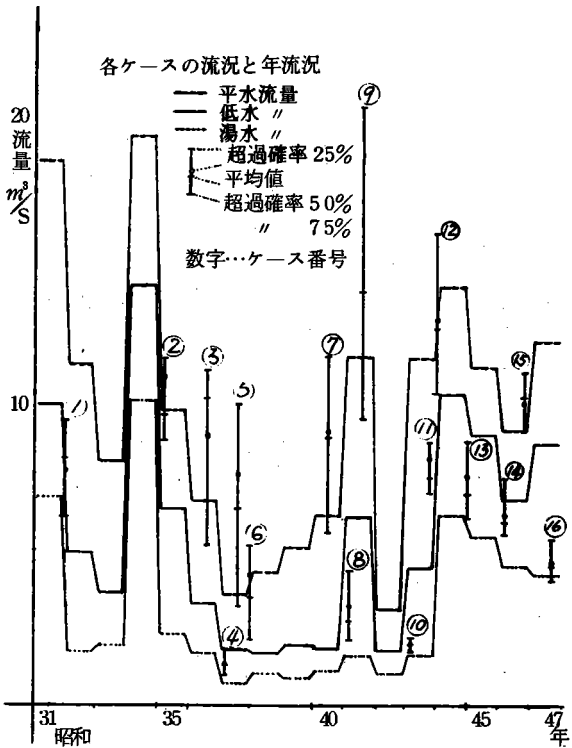 各ケースの流況と年流況
平水流量
低水 〃
湯水 〃
超過確率 25%
平均値
超過確率 50%
〃 75%
数字…ケース番号
20
流量
m³/S
10
①
②
③
④
⑤
⑥
⑦
⑧
⑨
⑩
⑪
⑫
⑬
⑭
⑮
⑯
31 35 40 45 47
昭和 年